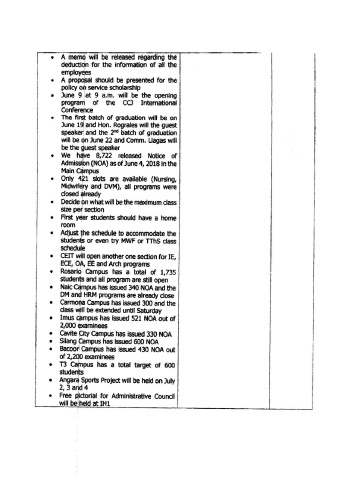 • A memo will be released regarding the
deduction for the information of all the
employees
• A proposal should be presented for the
policy on service scholarship
• June 9 at 9 a.m. will be the opening
program of the CCJ International
Conference
• The first batch of graduation will be on
June 19 and Hon. Rograles will the guest
speaker and the 2nd batch of graduation
will be on June 22 and Comm. Liagas will
be the guest speaker
• We have 8,722 released Notice of
Admission (NOA) as of June 4, 2018 in the
Main Campus
• Only 421 slots are available (Nursing,
Midwifery and DVM), all programs were
closed already
• Decide on what will be the maximum class
size per section
• First year students should have a home
room
• Adjust the schedule to accommodate the
students or even try MWF or TThS class
schedule
• CEIT will open another one section for IE,
ECE, OA, EE and Arch programs
• Rosario Campus has a total of 1,735
students and all program are still open
• Naic Campus has issued 340 NOA and the
DM and HRM programs are already close
• Carmona Campus has issued 300 and the
class will be extended until Saturday
• Imus campus has issued 521 NOA out of
2,000 examinees
• Cavite City Campus has issued 330 NOA
• Silang Campus has issued 600 NOA
• Bacoor Campus has issued 430 NOA out
of 2,200 examinees
• T3 Campus has a total target of 600
students
• Angara Sports Project will be held on July
2, 3 and 4
• Free pictorial for Administrative Council
will be held at IH1